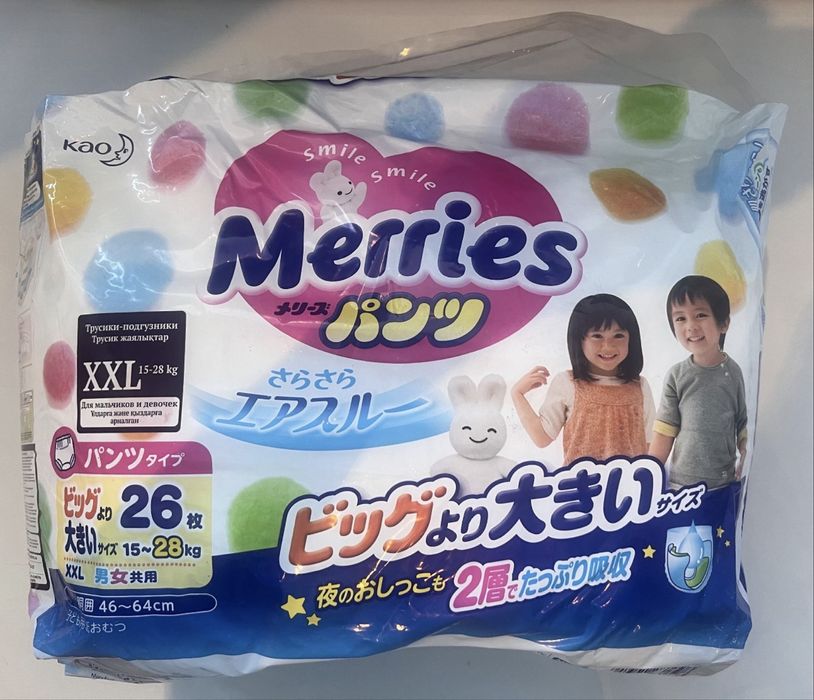 Kao
Smile Smile
Merries
メリーズ パンツ
さらさら
エアスルー
Трусики-подгузники
Трусик жаялықтар
XXL 15-28 kg
Для мальчиков и девочек
Ұлдарға және қыздарға
арналған
パンツタイプ
ビッグより
大きいサイズ
26枚
15~28kg
XXL 男女共用
囲 46~64cm
ビッグより大きいサイズ
夜のおしっこも 2層でたっぷり吸収